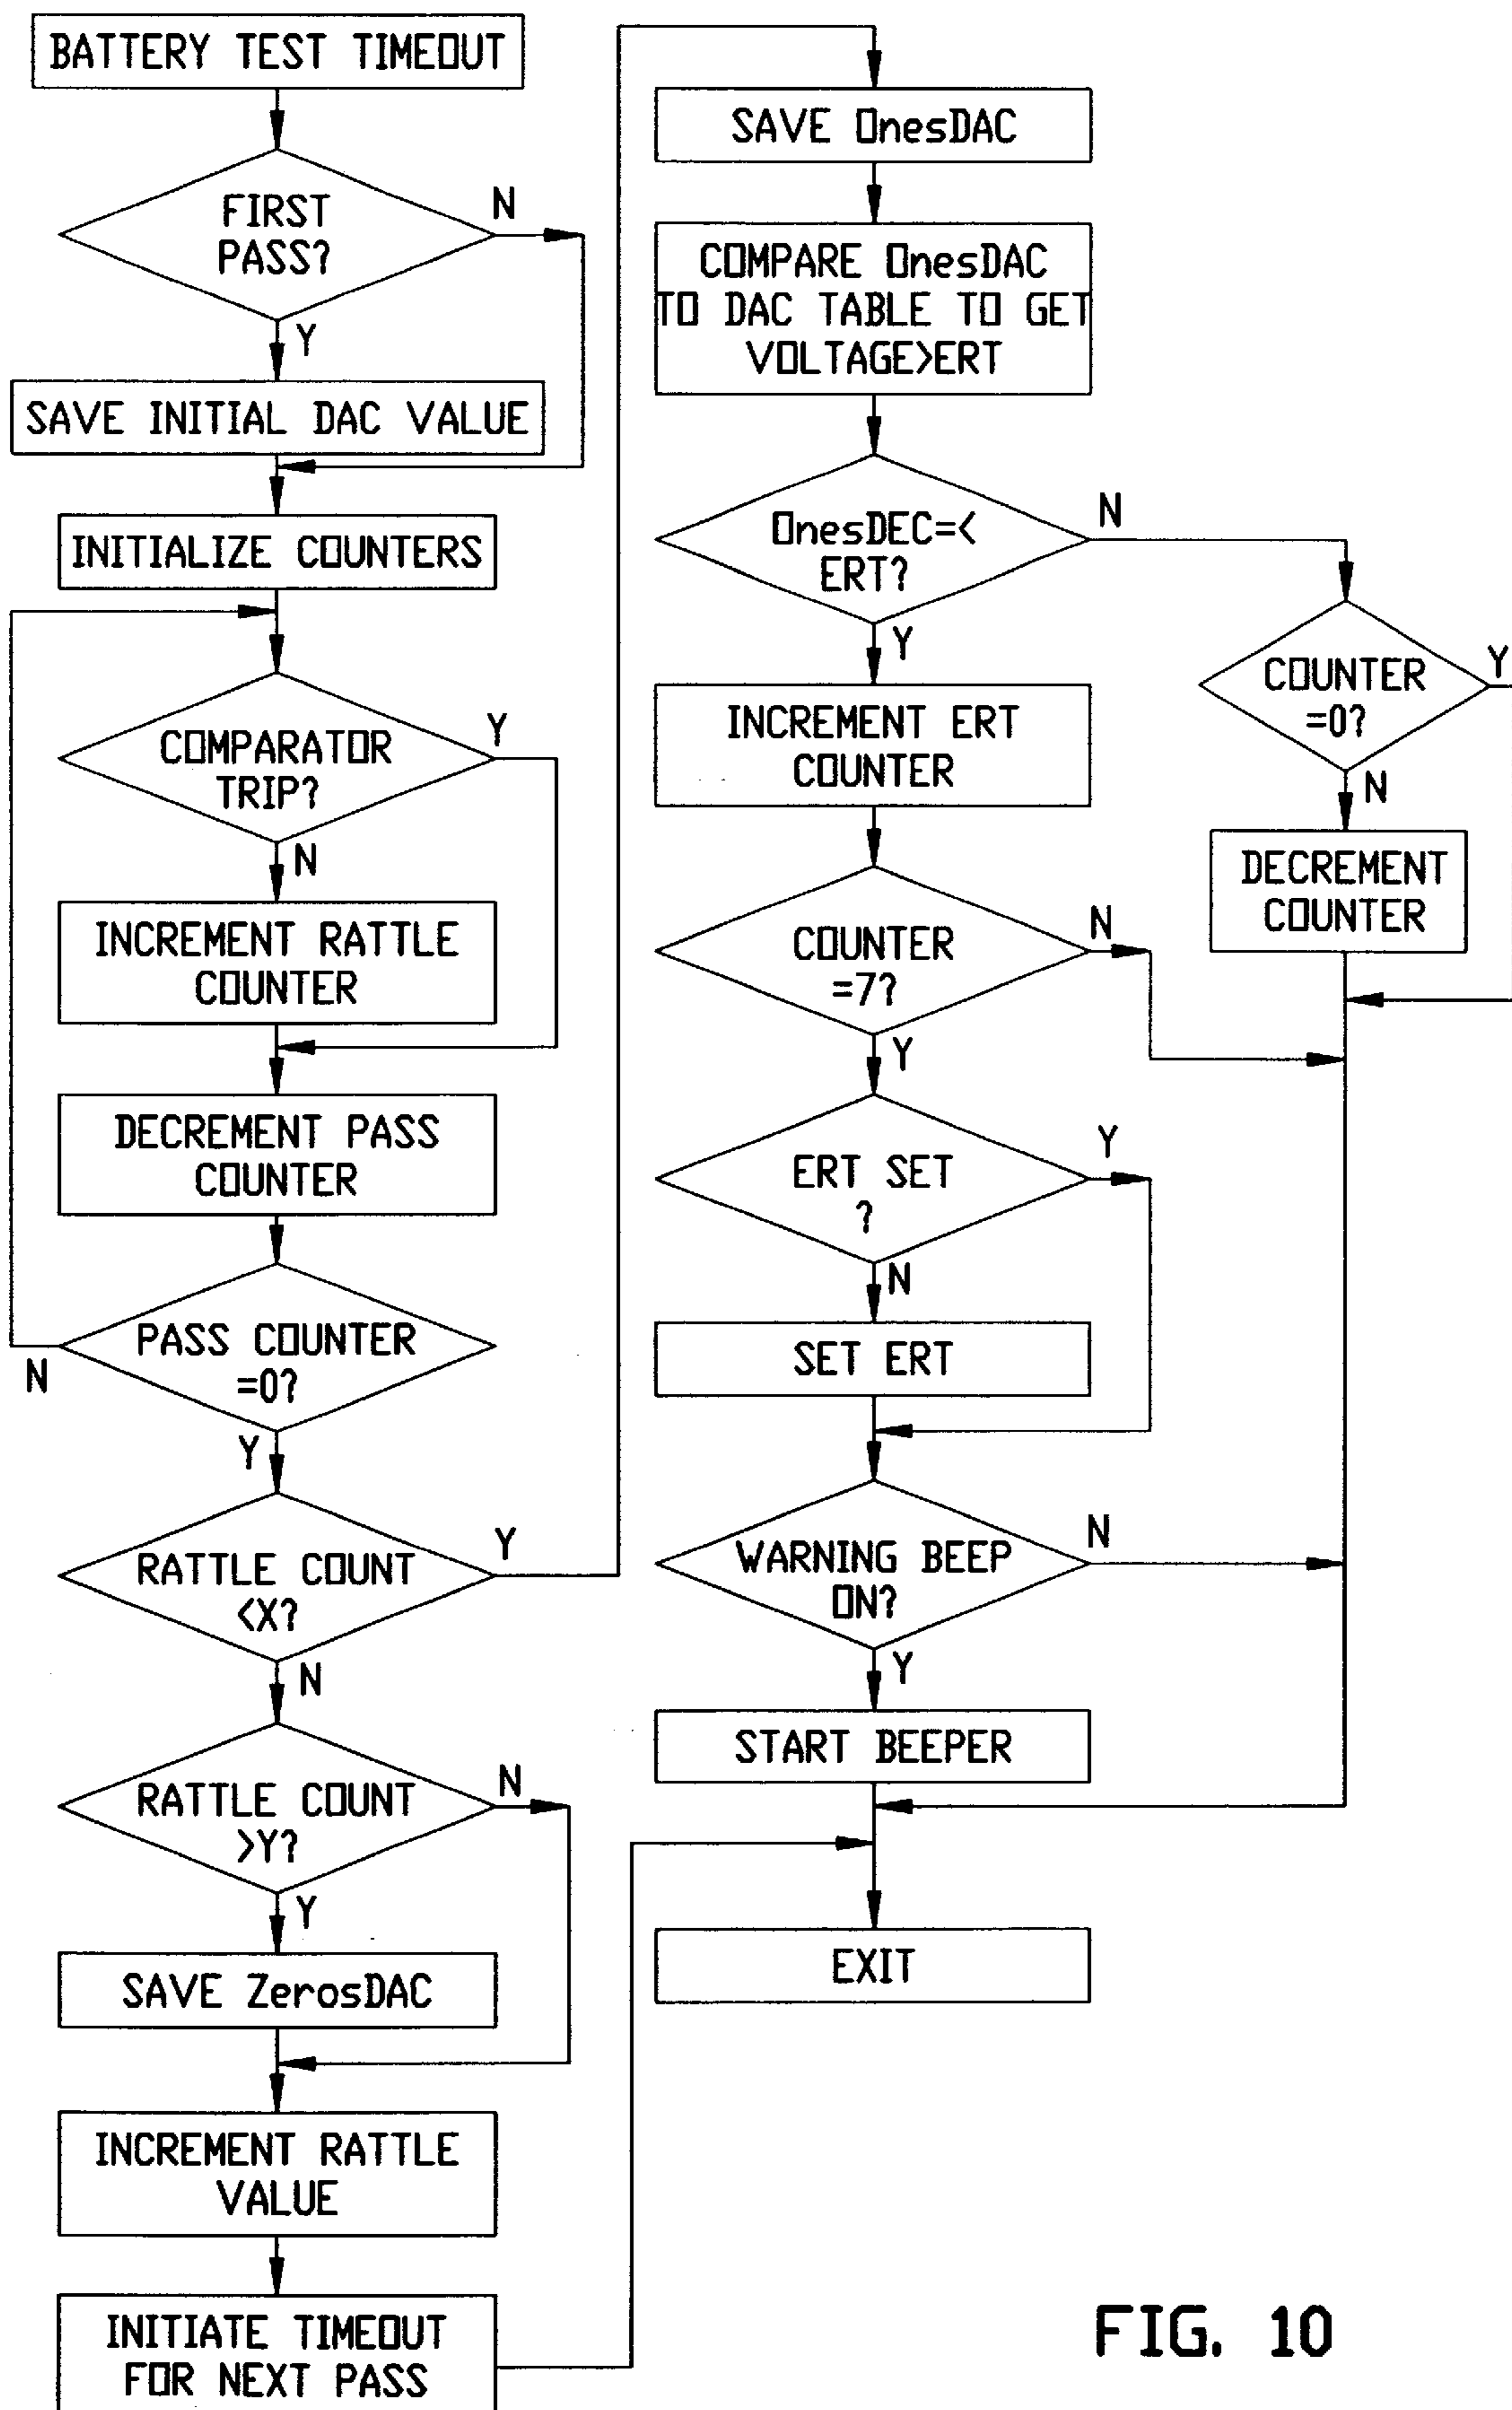 BATTERY TEST TIMEOUT
FIRST
PASS?
N
Y
SAVE INITIAL DAC VALUE
INITIALIZE COUNTERS
COMPARATOR
TRIP?
Y
N
INCREMENT RATTLE
COUNTER
DECREMENT PASS
COUNTER
PASS COUNTER
=0?
N
Y
RATTLE COUNT
<X?
Y
N
RATTLE COUNT
>Y?
N
Y
SAVE ZerosDAC
INCREMENT RATTLE
VALUE
INITIATE TIMEOUT
FOR NEXT PASS
SAVE OnesDAC
COMPARE OnesDAC
TO DAC TABLE TO GET
VOLTAGE>ERT
OnesDEC=<
ERT?
N
Y
COUNTER
=0?
Y
N
DECREMENT
COUNTER
INCREMENT ERT
COUNTER
COUNTER
=7?
N
Y
ERT SET
?
Y
N
SET ERT
WARNING BEEP
ON?
N
Y
START BEEPER
EXIT
FIG. 10